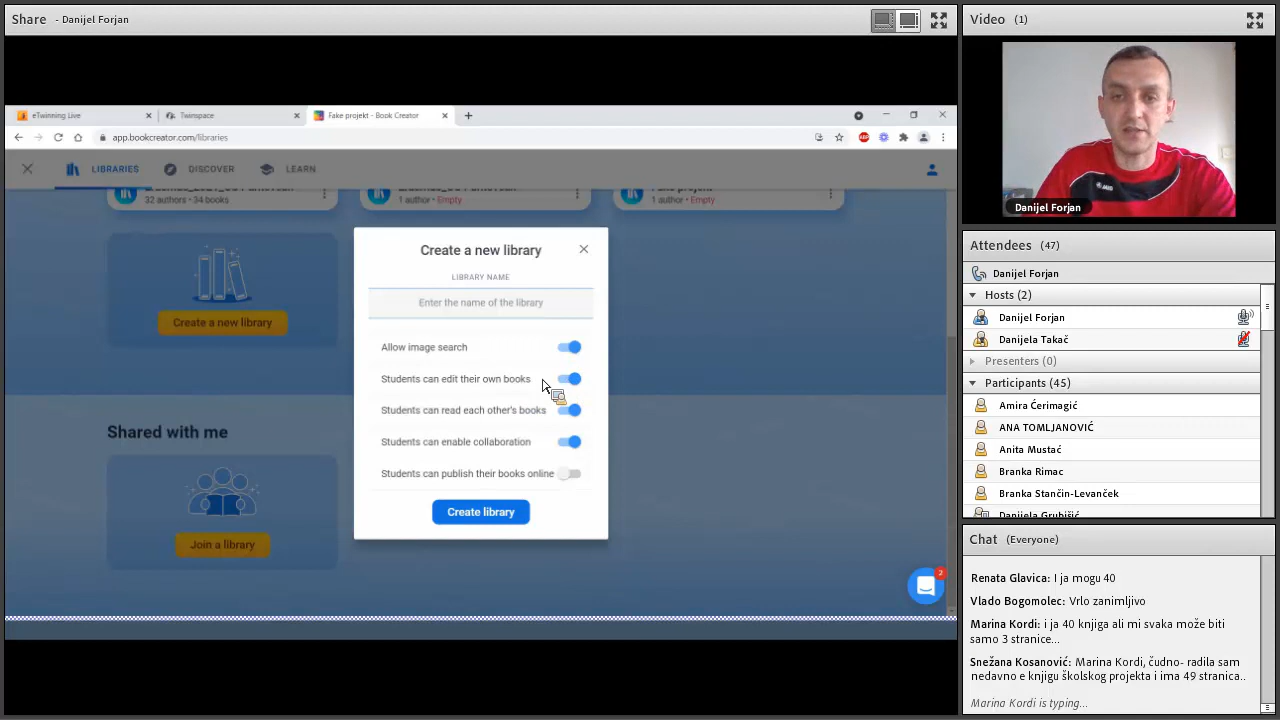 Share - Danijel Forjan
eTwinning Live
Twinspace
Fake projekt - Book Creator
app.bookcreator.com/libraries
LIBRARIES
DISCOVER
LEARN
32 authors • 34 books
1 author • Empty
1 author • Empty
Create a new library
Create a new library
LIBRARY NAME
Enter the name of the library
Allow image search
Students can edit their own books
Students can read each other's books
Students can enable collaboration
Students can publish their books online
Create library
Shared with me
Join a library
2
Video (1)
JAKO
Danijel Forjan
Attendees (47)
Danijel Forjan
Hosts (2)
Danijel Forjan
Danijela Takač
Presenters (0)
Participants (45)
Amira Ćerimagić
ANA TOMLJANOVIĆ
Anita Mustać
Branka Rimac
Branka Stančin-Levanček
Danijela Grubišić
Chat (Everyone)
Renata Glavica: I ja mogu 40
Vlado Bogomolec: Vrlo zanimljivo
Marina Kordi: i ja 40 knjiga ali mi svaka može biti
samo 3 stranice...
Snežana Kosanović: Marina Kordi, čudno- radila sam
nedavno e knjigu školskog projekta i ima 49 stranica..
Marina Kordi is typing...